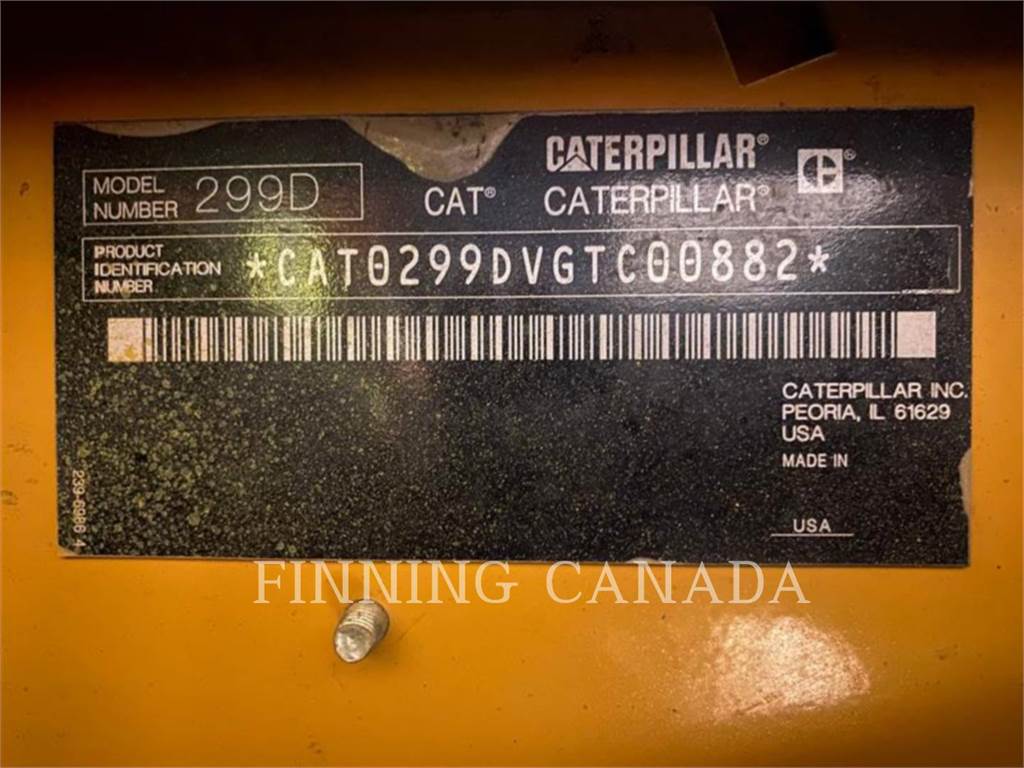 CATERPILLAR®
MODEL
NUMBER 299D
CAT® CATERPILLAR®
CE®
PRODUCT
IDENTIFICATION
NUMBER
*CAT0299DVGTC00882*
CATERPILLAR INC.
PEORIA, IL 61629
USA
MADE IN
USA
FINNING CANADA